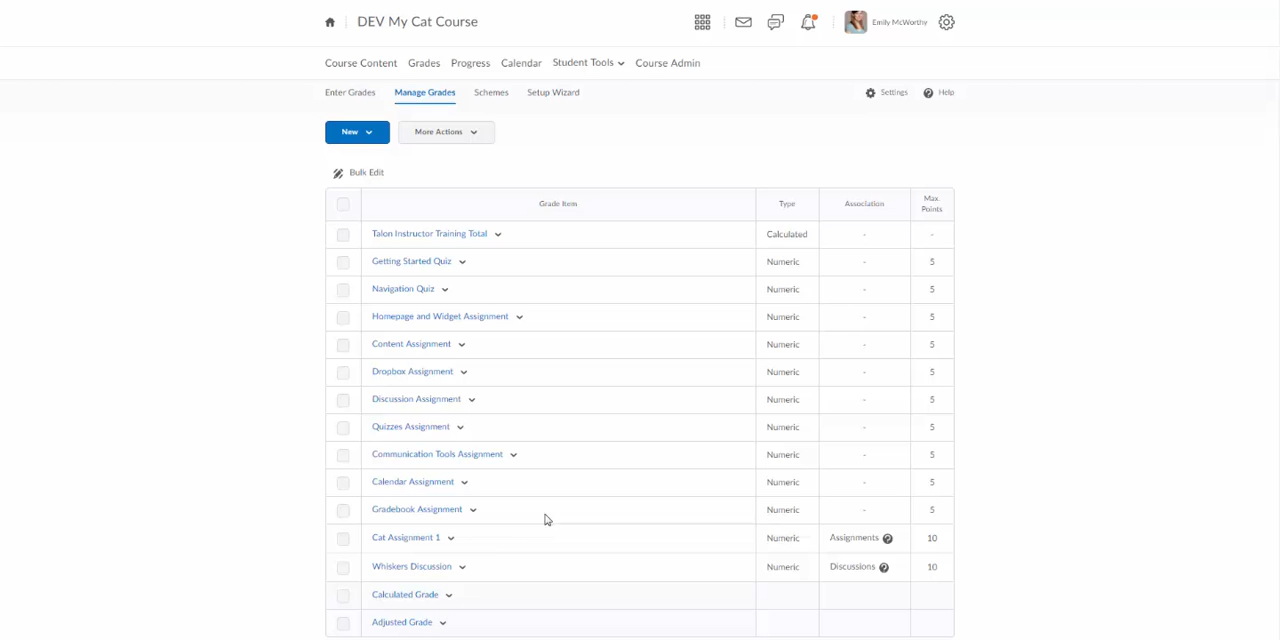 DEV My Cat Course
Emily McWorthy
Course Content Grades Progress Calendar Student Tools Course Admin
Enter Grades Manage Grades Schemes Setup Wizard Settings Help
New More Actions
Bulk Edit
Grade Item Type Association Max. Points
Talon Instructor Training Total Calculated - -
Getting Started Quiz Numeric - 5
Navigation Quiz Numeric - 5
Homepage and Widget Assignment Numeric - 5
Content Assignment Numeric - 5
Dropbox Assignment Numeric - 5
Discussion Assignment Numeric - 5
Quizzes Assignment Numeric - 5
Communication Tools Assignment Numeric - 5
Calendar Assignment Numeric - 5
Gradebook Assignment Numeric - 5
Cat Assignment 1 Numeric Assignments 10
Whiskers Discussion Numeric Discussions 10
Calculated Grade
Adjusted Grade